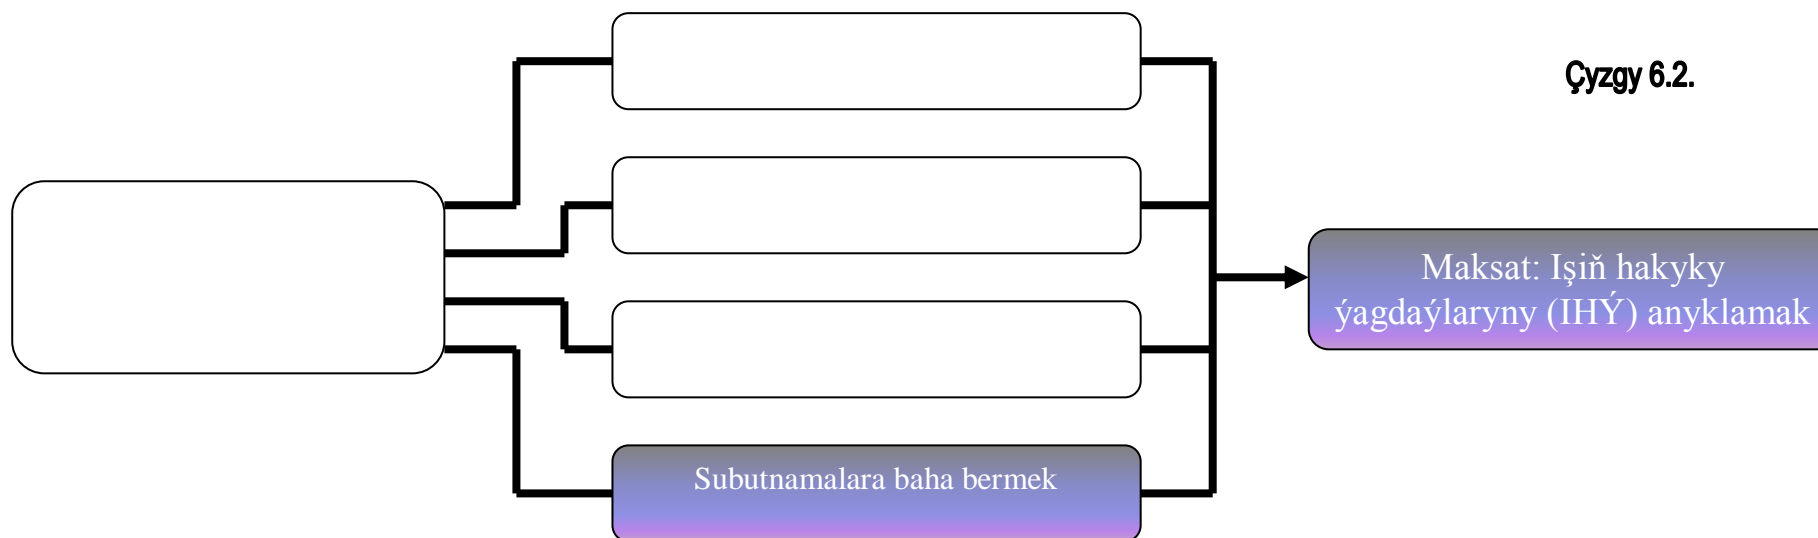 Çyzgy 6.2.
Maksat: Işiň hakyky
ýagdaýlaryny (IHÝ) anyklamak
Subutnamalara baha bermek